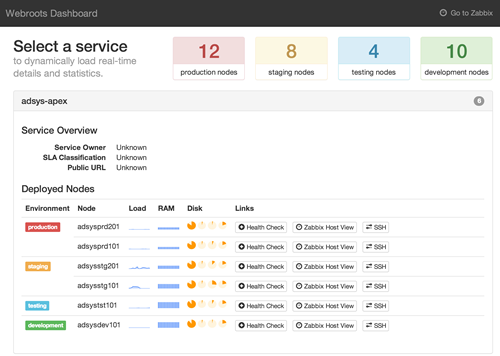 Webroots Dashboard Go to Zabbix
Select a service
to dynamically load real-time
details and statistics.
12
production nodes
8
staging nodes
4
testing nodes
10
development nodes
adsys-apex 6
Service Overview
Service Owner Unknown
SLA Classification Unknown
Public URL Unknown
Deployed Nodes
Environment Node Load RAM Disk Links
production adsysprd201 Health Check Zabbix Host View SSH
adsysprd101 Health Check Zabbix Host View SSH
staging adsysstg201 Health Check Zabbix Host View SSH
adsysstg101 Health Check Zabbix Host View SSH
testing adsystst101 Health Check Zabbix Host View SSH
development adsysdev101 Health Check Zabbix Host View SSH